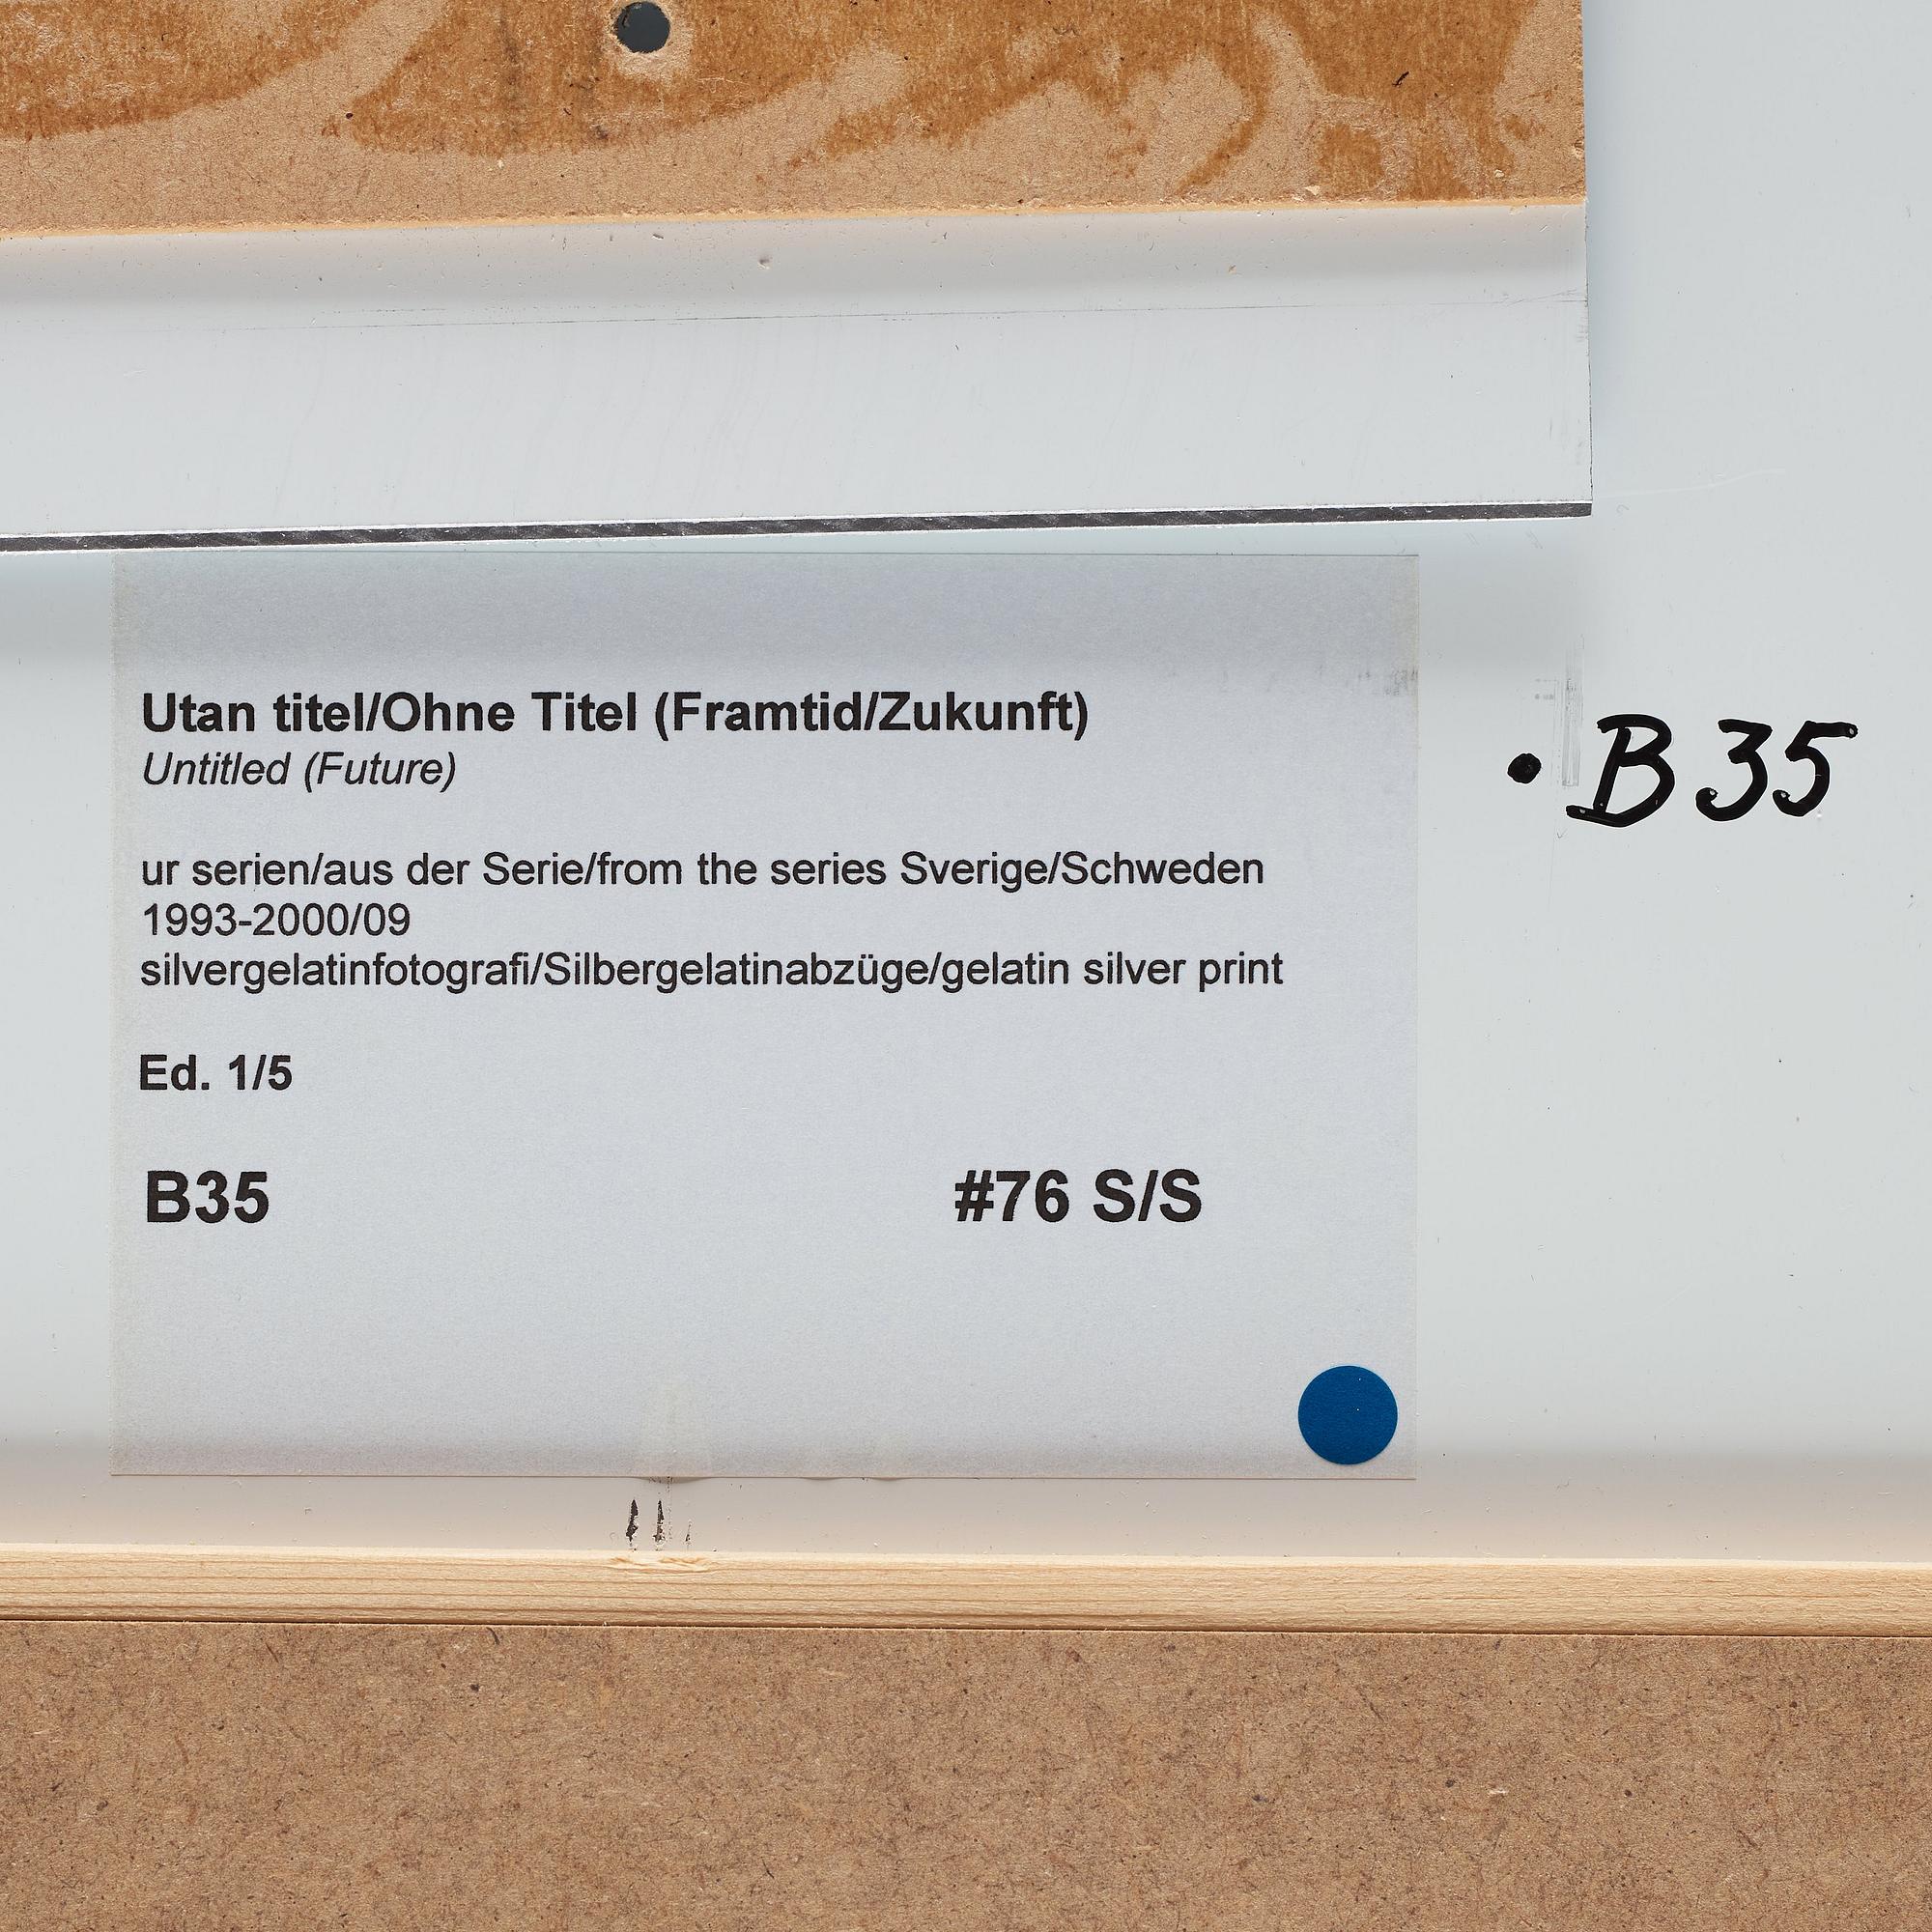 Utan titel/Ohne Titel (Framtid/Zukunft)
Untitled (Future)
ur serien/aus der Serie/from the series Sverige/Schweden
1993-2000/09
silvergelatinfotografi/Silbergelatinabzüge/gelatin silver print
Ed. 1/5
B35 #76 S/S
• B35